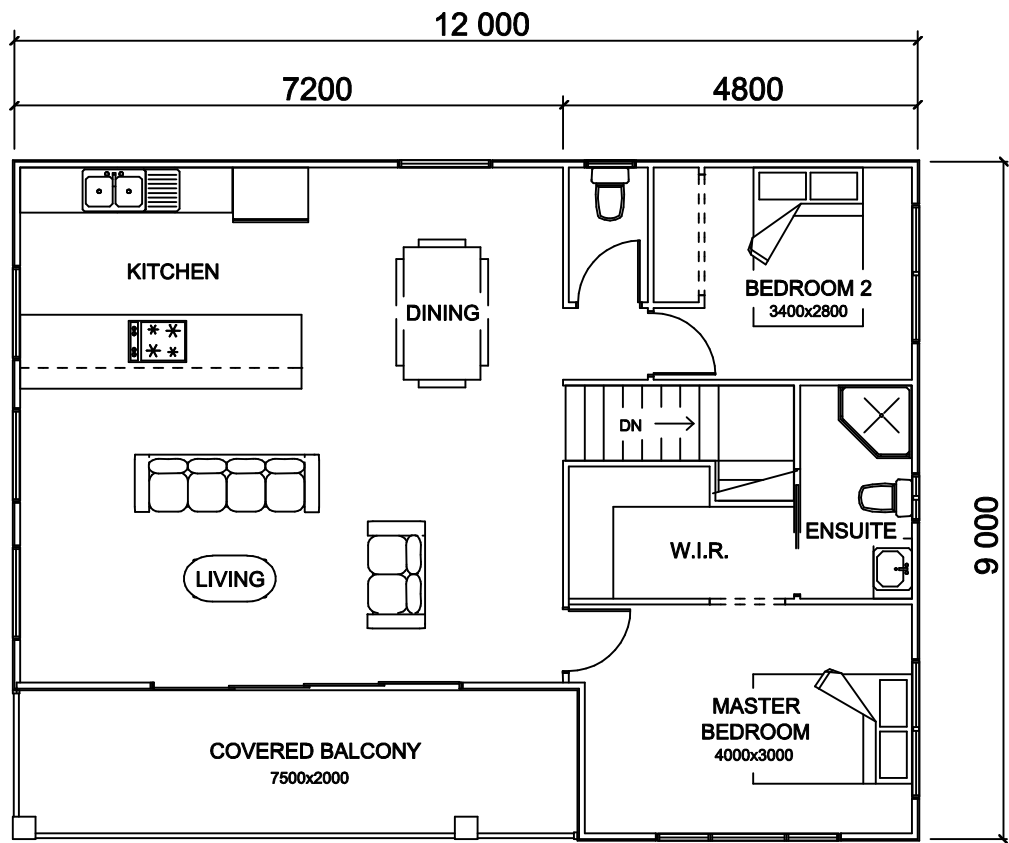 12 000
7200
4800
KITCHEN
DINING
BEDROOM 2
3400x2800
DN
ENSUITE
9 000
W.I.R.
LIVING
MASTER
BEDROOM
4000x3000
COVERED BALCONY
7500x2000